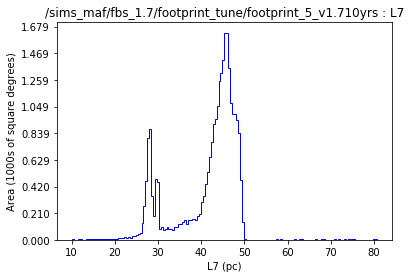 /sims_maf/fbs_1.7/footprint_tune/footprint_5_v1.710yrs : L7
1.679
1.469
1.259
1.049
0.839
0.629
0.420
0.210
0.000
Area (1000s of square degrees)
10 20 30 40 50 60 70 80
L7 (pc)